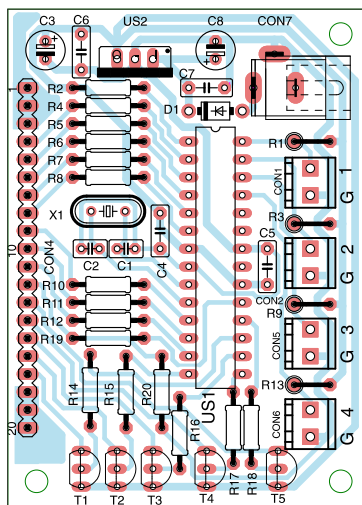 C3 C6 US2 C8 CON7
C7
1 R2
R4 D1
R5
R6 R1
R7
R8 CON1 G 1
X1
R3
10 CON4 C2 C1 C4 C5 G 2
R10 CON2
R11 R9
R12
R19 CON5 G 3
R14 R15 R20 R13
R16 US1 R17 R18 CON6 G 4
20
T1 T2 T3 T4 T5